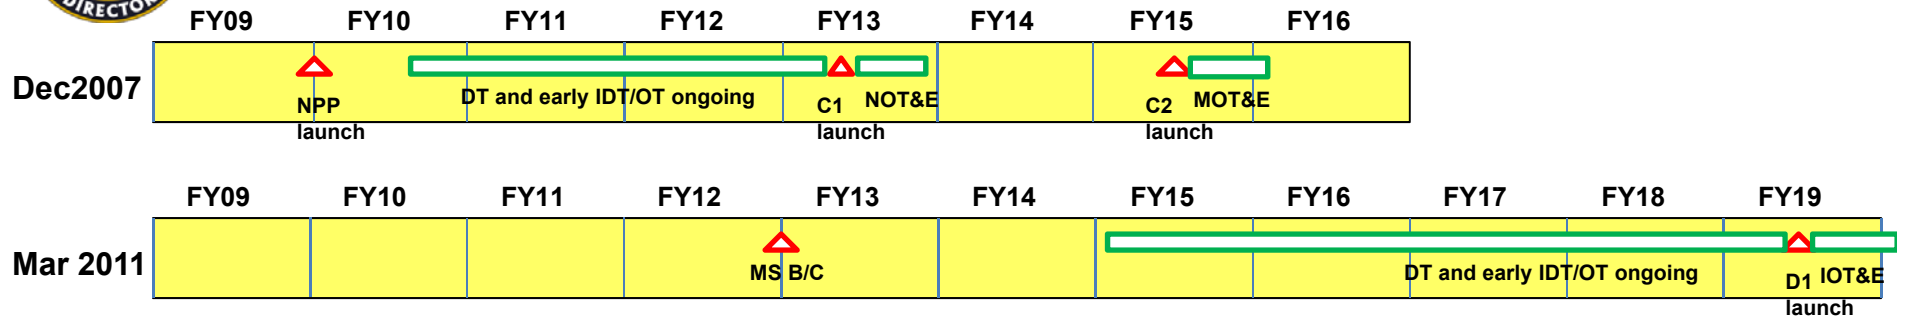 DIRECTOR
FY09 FY10 FY11 FY12 FY13 FY14 FY15 FY16
Dec2007
DT and early IDT/OT ongoing
NPP
launch
C1
launch
NOT&E
C2
launch
MOT&E
FY09 FY10 FY11 FY12 FY13 FY14 FY15 FY16 FY17 FY18 FY19
Mar 2011
MS B/C
DT and early IDT/OT ongoing
D1
launch
IOT&E